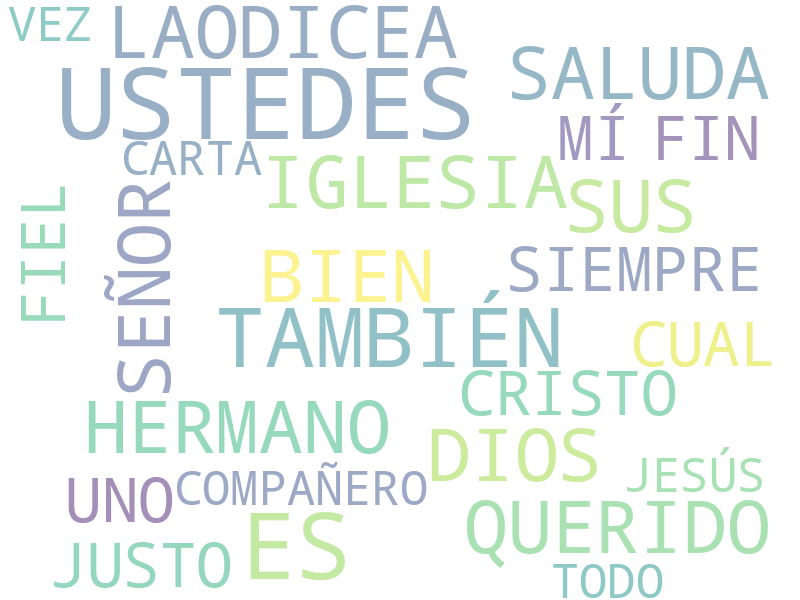 VEZ LAODICEA
USTEDES SALUDA
MÍ FIN
CARTA IGLESIA SUS
FIEL SEÑOR BIEN SIEMPRE
TAMBIÉN CUAL
CRISTO
HERMANO DIOS
JESÚS
UNO COMPAÑERO
ES QUERIDO
JUSTO TODO